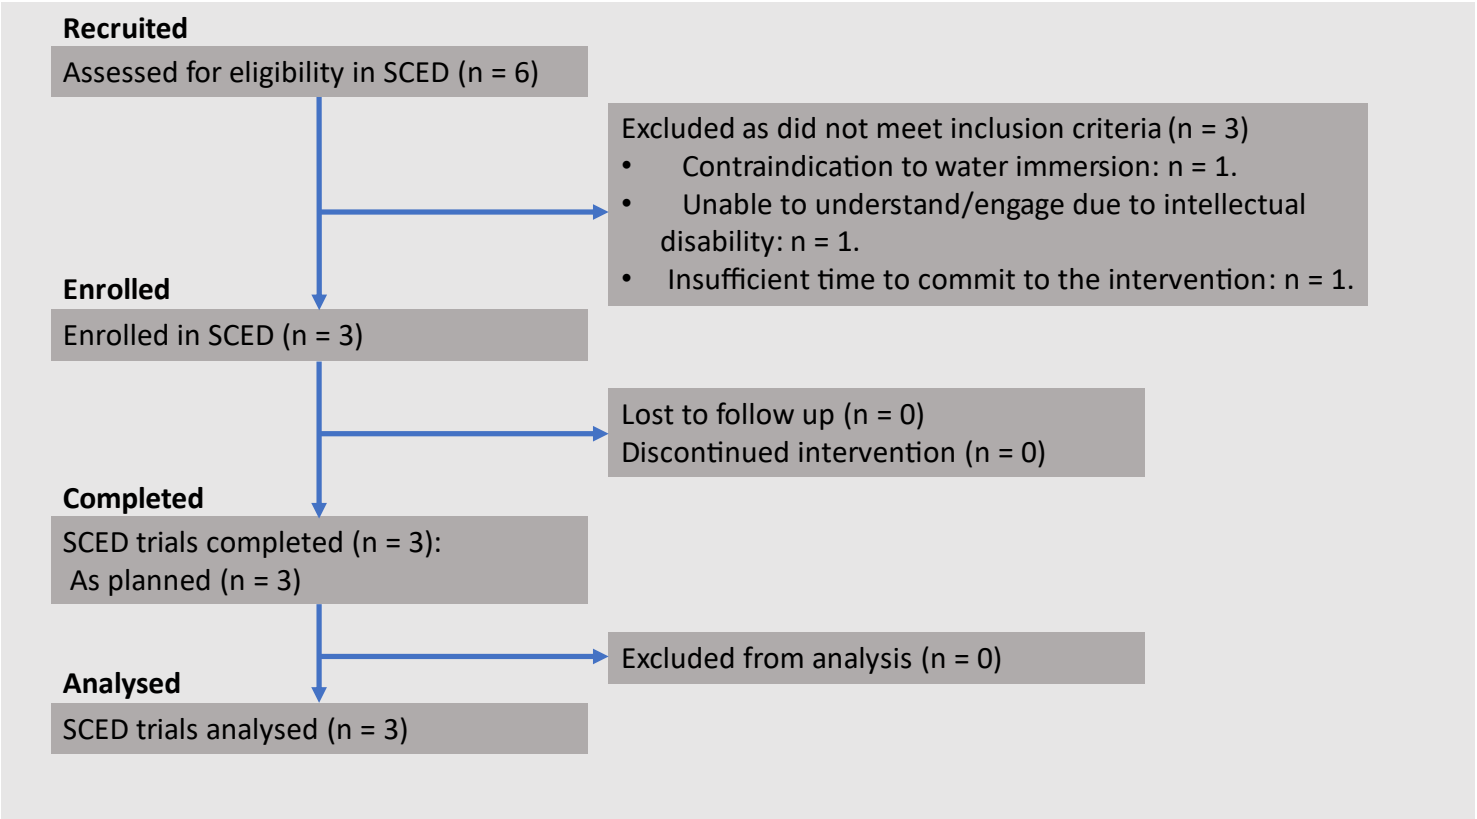 Recruited
Assessed for eligibility in SCED (n = 6)
Excluded as did not meet inclusion criteria (n = 3)
• Contraindication to water immersion: n = 1.
• Unable to understand/engage due to intellectual
disability: n = 1.
• Insufficient time to commit to the intervention: n = 1.
Enrolled
Enrolled in SCED (n = 3)
Lost to follow up (n = 0)
Discontinued intervention (n = 0)
Completed
SCED trials completed (n = 3):
As planned (n = 3)
Excluded from analysis (n = 0)
Analysed
SCED trials analysed (n = 3)